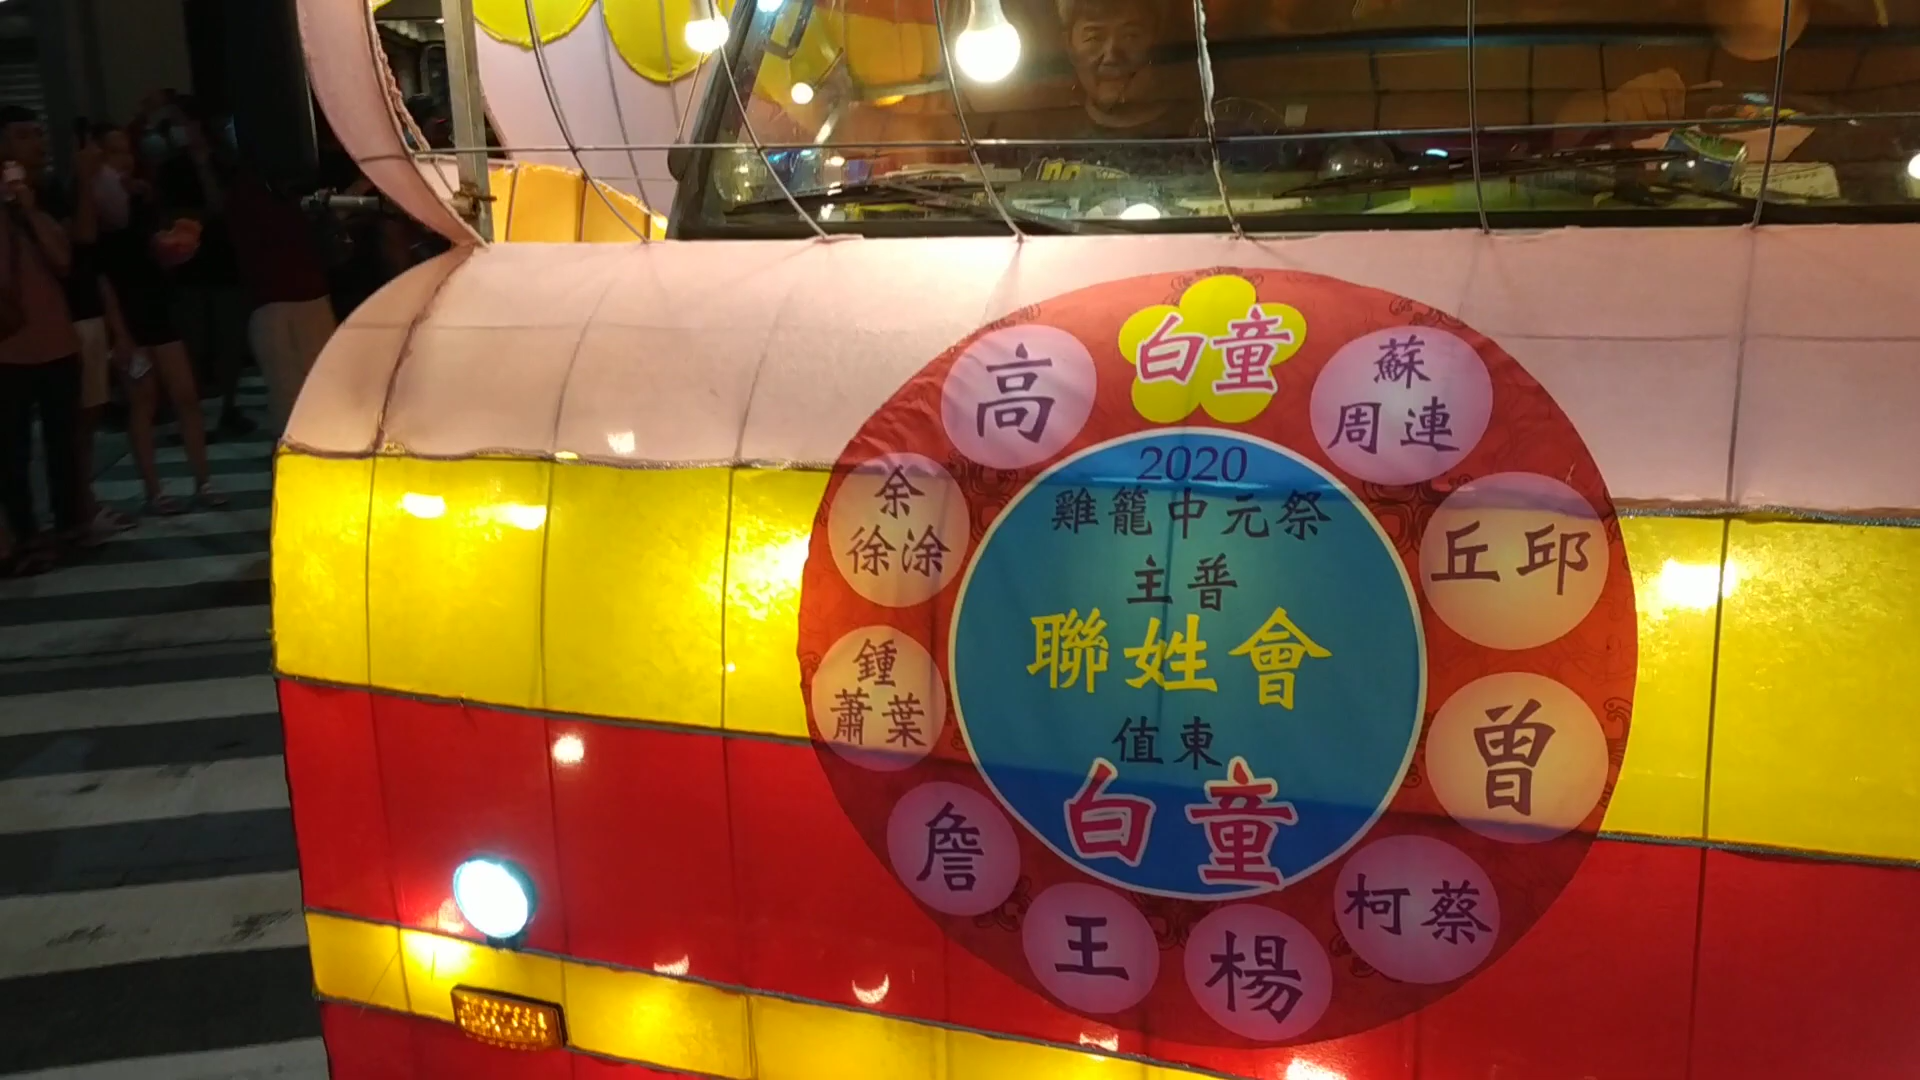 白童
蘇
周連
丘邱
曾
柯蔡
楊
王
詹
鍾
蕭葉
余
徐涂
高
2020
雞籠中元祭
主普
聯姓會
值東
白童